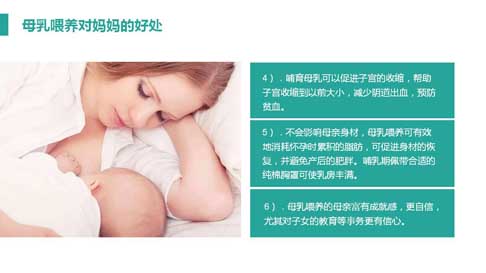 母乳喂养对妈妈的好处
4）．哺育母乳可以促进子宫的收缩，帮助
子宫收缩到以前大小，减少阴道出血，预防
贫血。
5）．不会影响母亲身材，母乳喂养可有效
地消耗怀孕时累积的脂肪，可促进身材的恢
复，并避免产后的肥胖。哺乳期佩带合适的
纯棉胸罩可使乳房丰满。
6）．母乳喂养的母亲富有成就感，更自信，
尤其对子女的教育等事务更有信心。